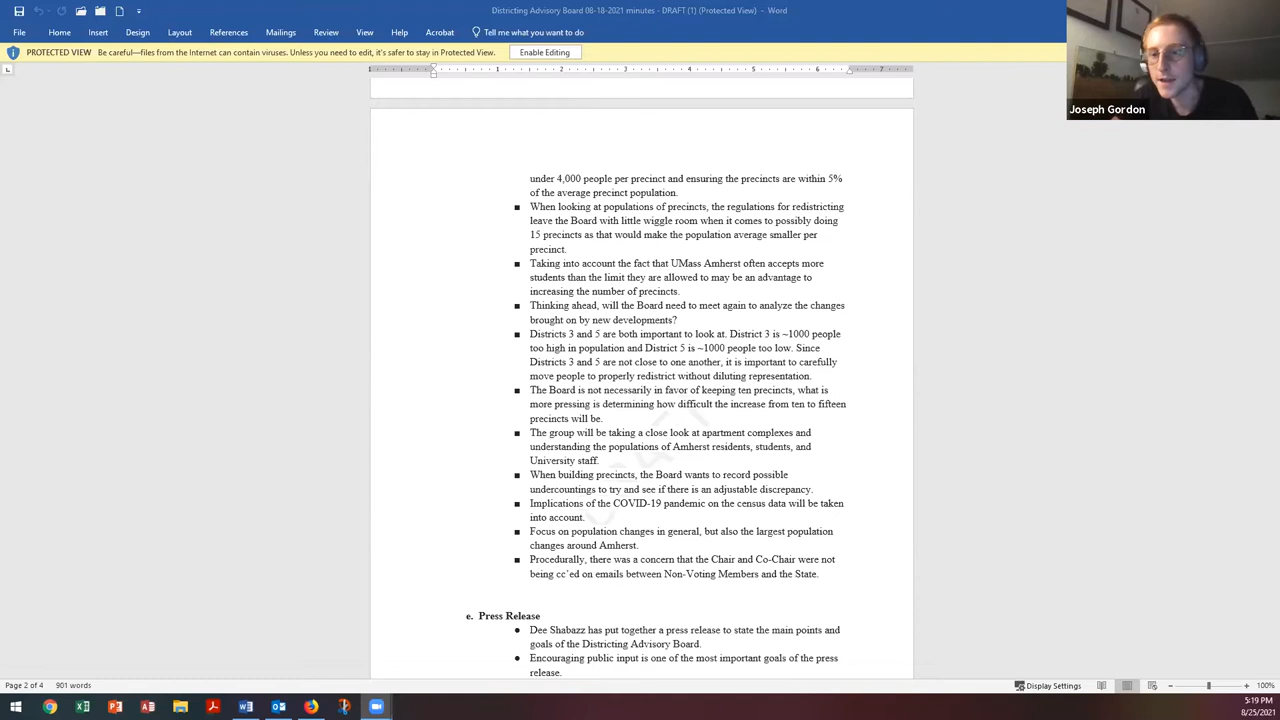 Districting Advisory Board 08-18-2021 minutes - DRAFT (1) (Protected View) - Word
File Home Insert Design Layout References Mailings Review View Help Acrobat Tell me what you want to do
PROTECTED VIEW Be careful—files from the Internet can contain viruses. Unless you need to edit, it's safer to stay in Protected View. Enable Editing
1 1 2 3 4 5 6 7
Joseph Gordon
under 4,000 people per precinct and ensuring the precincts are within 5%
of the average precinct population.
■ When looking at populations of precincts, the regulations for redistricting
leave the Board with little wiggle room when it comes to possibly doing
15 precincts as that would make the population average smaller per
precinct.
■ Taking into account the fact that UMass Amherst often accepts more
students than the limit they are allowed to may be an advantage to
increasing the number of precincts.
■ Thinking ahead, will the Board need to meet again to analyze the changes
brought on by new developments?
■ Districts 3 and 5 are both important to look at. District 3 is ~1000 people
too high in population and District 5 is ~1000 people too low. Since
Districts 3 and 5 are not close to one another, it is important to carefully
move people to properly redistrict without diluting representation.
■ The Board is not necessarily in favor of keeping ten precincts, what is
more pressing is determining how difficult the increase from ten to fifteen
precincts will be.
■ The group will be taking a close look at apartment complexes and
understanding the populations of Amherst residents, students, and
University staff.
■ When building precincts, the Board wants to record possible
undercountings to try and see if there is an adjustable discrepancy.
■ Implications of the COVID-19 pandemic on the census data will be taken
into account.
■ Focus on population changes in general, but also the largest population
changes around Amherst.
■ Procedurally, there was a concern that the Chair and Co-Chair were not
being cc'ed on emails between Non-Voting Members and the State.
e. Press Release
● Dee Shabazz has put together a press release to state the main points and
goals of the Districting Advisory Board.
● Encouraging public input is one of the most important goals of the press
release.
Page 2 of 4 901 words Display Settings 100%
5:19 PM
8/25/2021